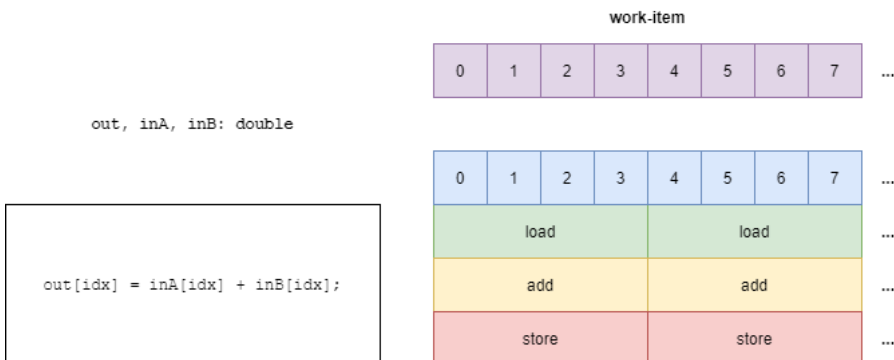 work-item
0 1 2 3 4 5 6 7 ...
out, inA, inB: double
0 1 2 3 4 5 6 7 ...
load load ...
out[idx] = inA[idx] + inB[idx];
add add ...
store store ...